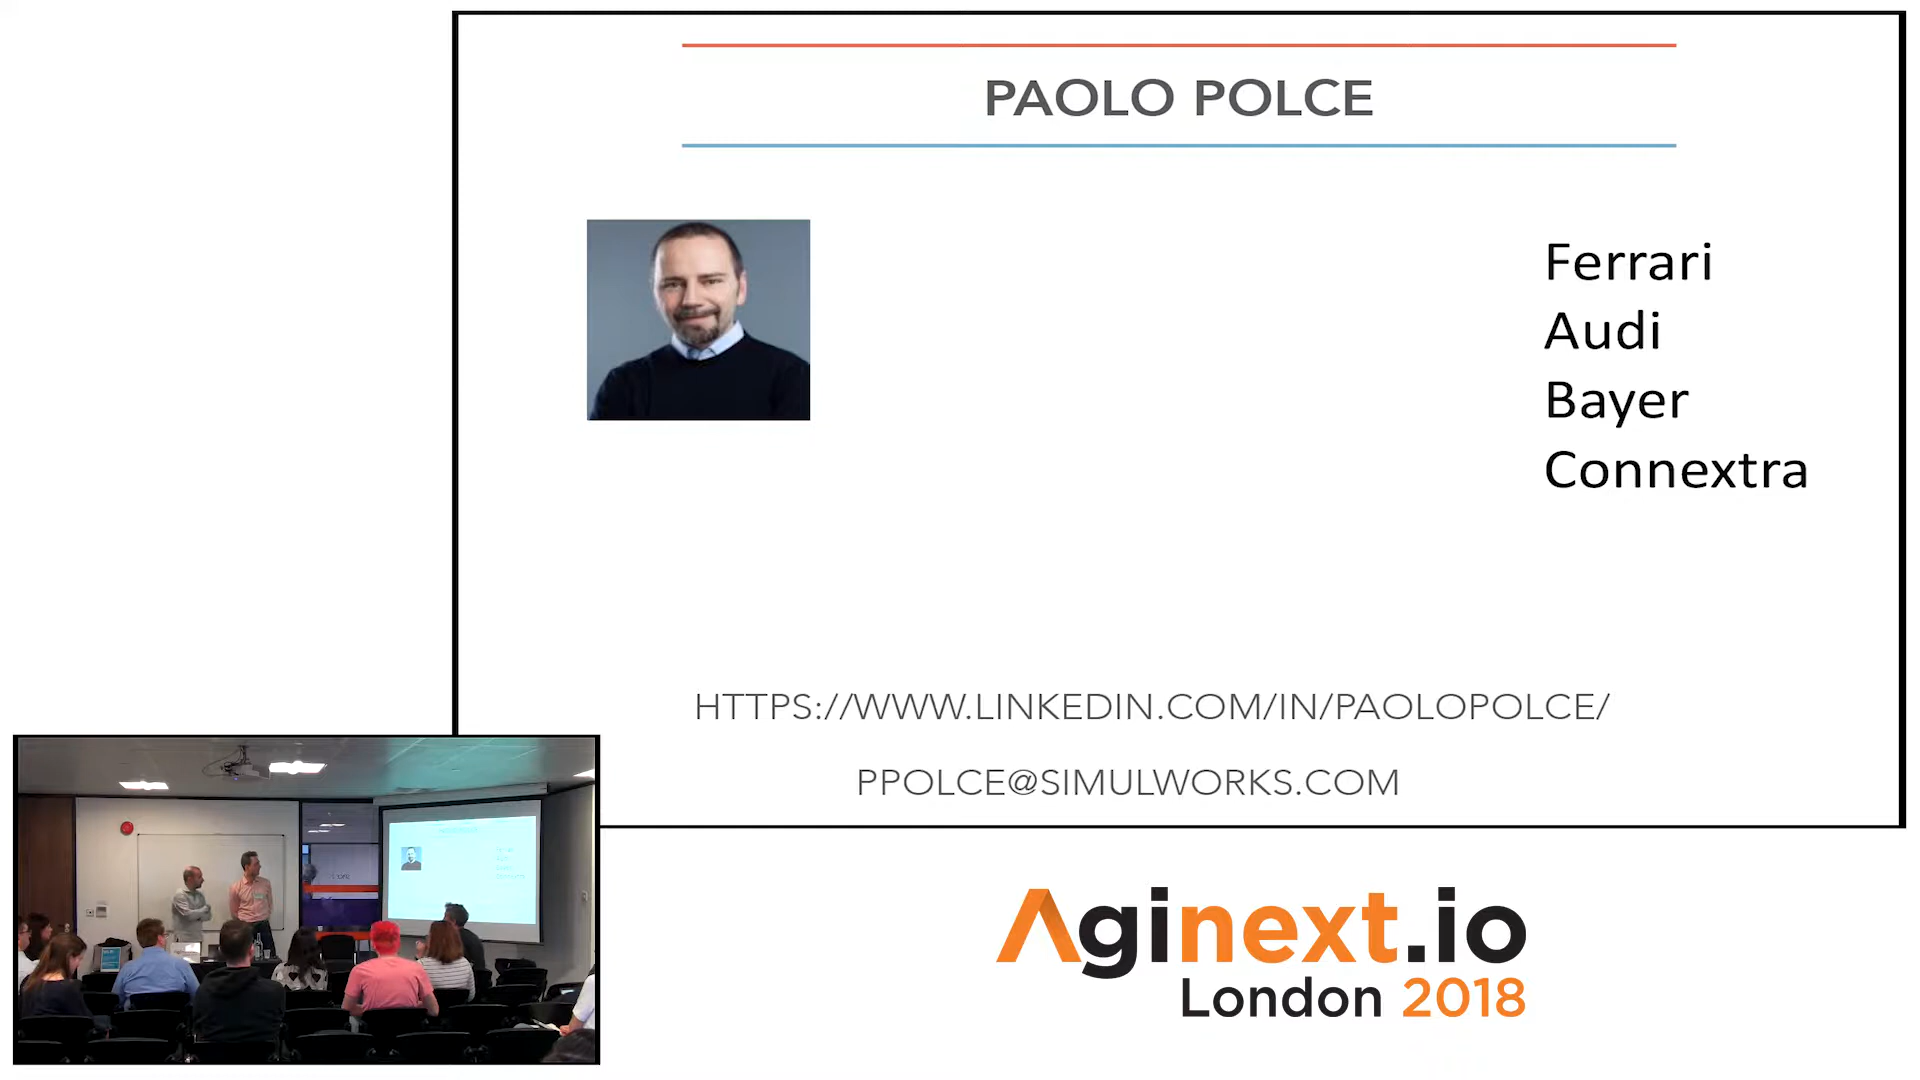 PAOLO POLCE
Ferrari
Audi
Bayer
Connextra
HTTPS://WWW.LINKEDIN.COM/IN/PAOLOPOLCE/
PPOLCE@SIMULWORKS.COM
Aginext.io
London 2018